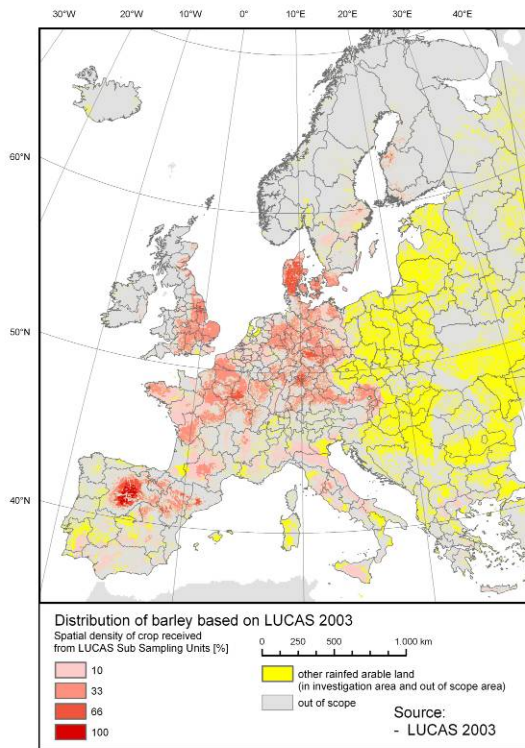 30°W 20°W 10°W 0° 10°E 20°E 30°E 40°E
60°N
50°N
40°N
Distribution of barley based on LUCAS 2003
Spatial density of crop received
from LUCAS Sub Sampling Units [%]
0 250 500 1.000 km
10
33
66
100
other rainfed arable land
(in investigation area and out of scope area)
out of scope
Source:
- LUCAS 2003